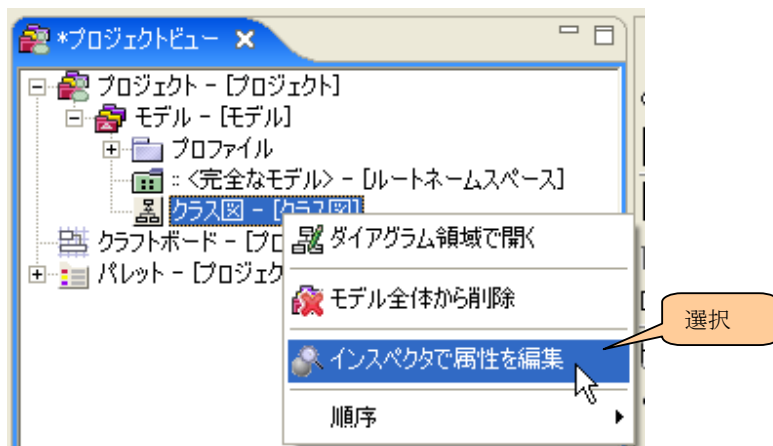 *プロジェクトビュー
プロジェクト - [プロジェクト]
モデル - [モデル]
プロファイル
:: <完全なモデル> - [ルートネームスペース]
クラス図 - [クラス図]
クラフトボード - [プロ
パレット - [プロジェク
ダイアグラム領域で開く
モデル全体から削除
インスペクタで属性を編集
順序
選択